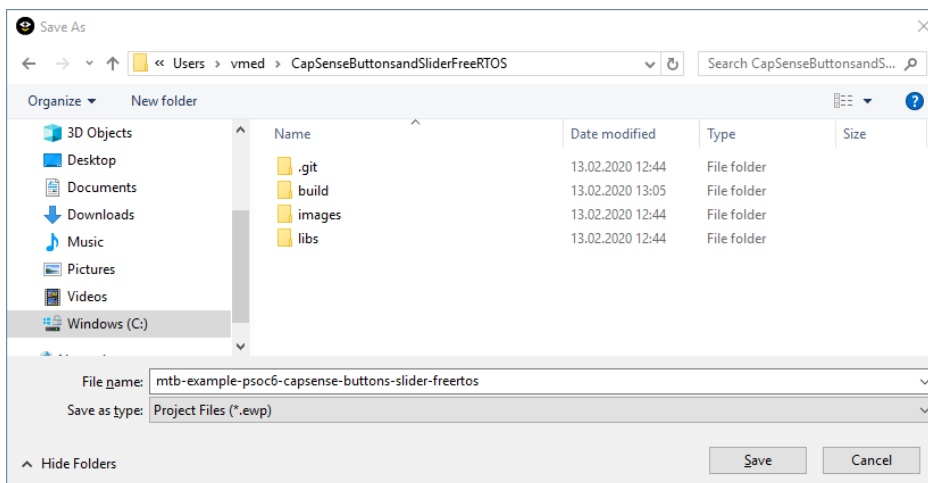 Save As
« Users > vmed > CapSenseButtonsandSliderFreeRTOS
Search CapSenseButtonsandS...
Organize New folder
Name Date modified Type Size
3D Objects
Desktop
Documents
Downloads
Music
Pictures
Videos
Windows (C:)
.git 13.02.2020 12:44 File folder
build 13.02.2020 13:05 File folder
images 13.02.2020 12:44 File folder
libs 13.02.2020 12:44 File folder
File name: mtb-example-psoc6-capsense-buttons-slider-freertos
Save as type: Project Files (*.ewp)
Hide Folders
Save Cancel